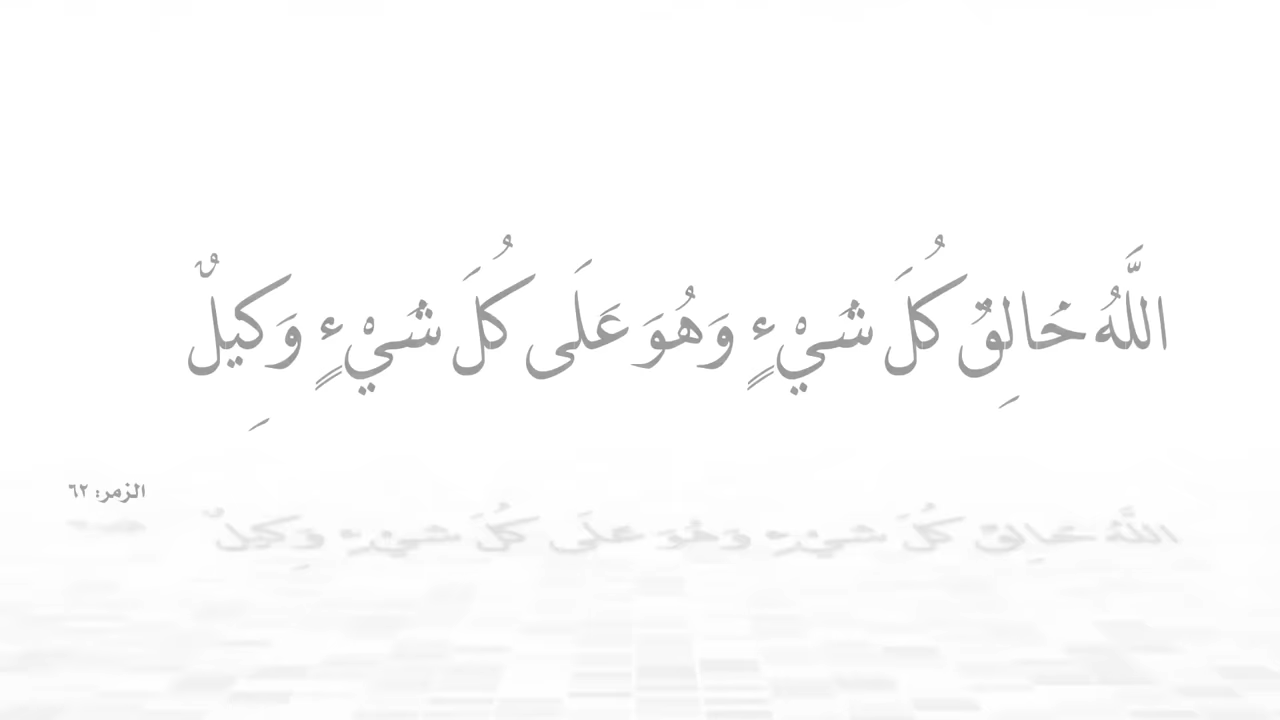 اللَّهُ خَالِقُ كُلَ شَيْءٍ وَهُوَ عَلَى كُلَ شَيْءٍ وَكِيلٌ
الزمر: ٦٢